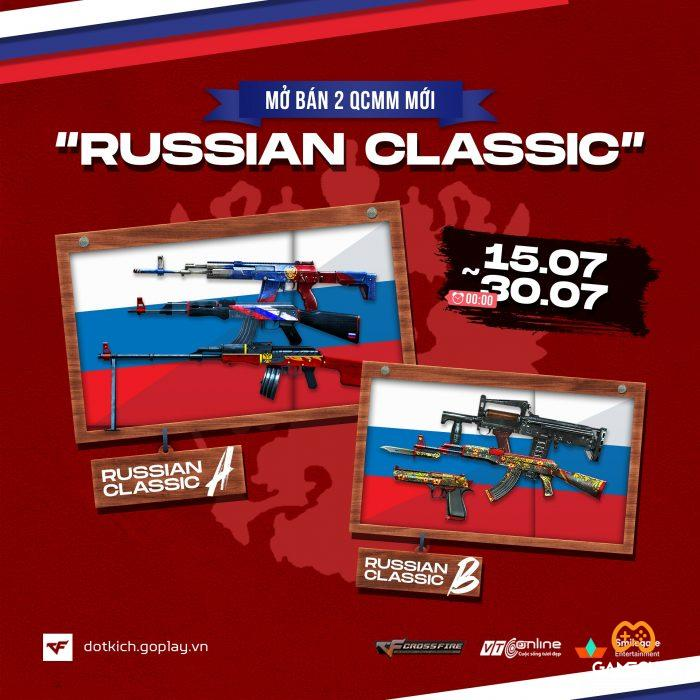 MỞ BÁN 2 QCMM MỚI
"RUSSIAN CLASSIC"
15.07
~
00:00
30.07
RUSSIAN
CLASSIC A
RUSSIAN
CLASSIC B
dotkich.goplay.vn
CROSSFIRE
VTC online
Cuộc sống tươi đẹp
Smilegate
Entertainment